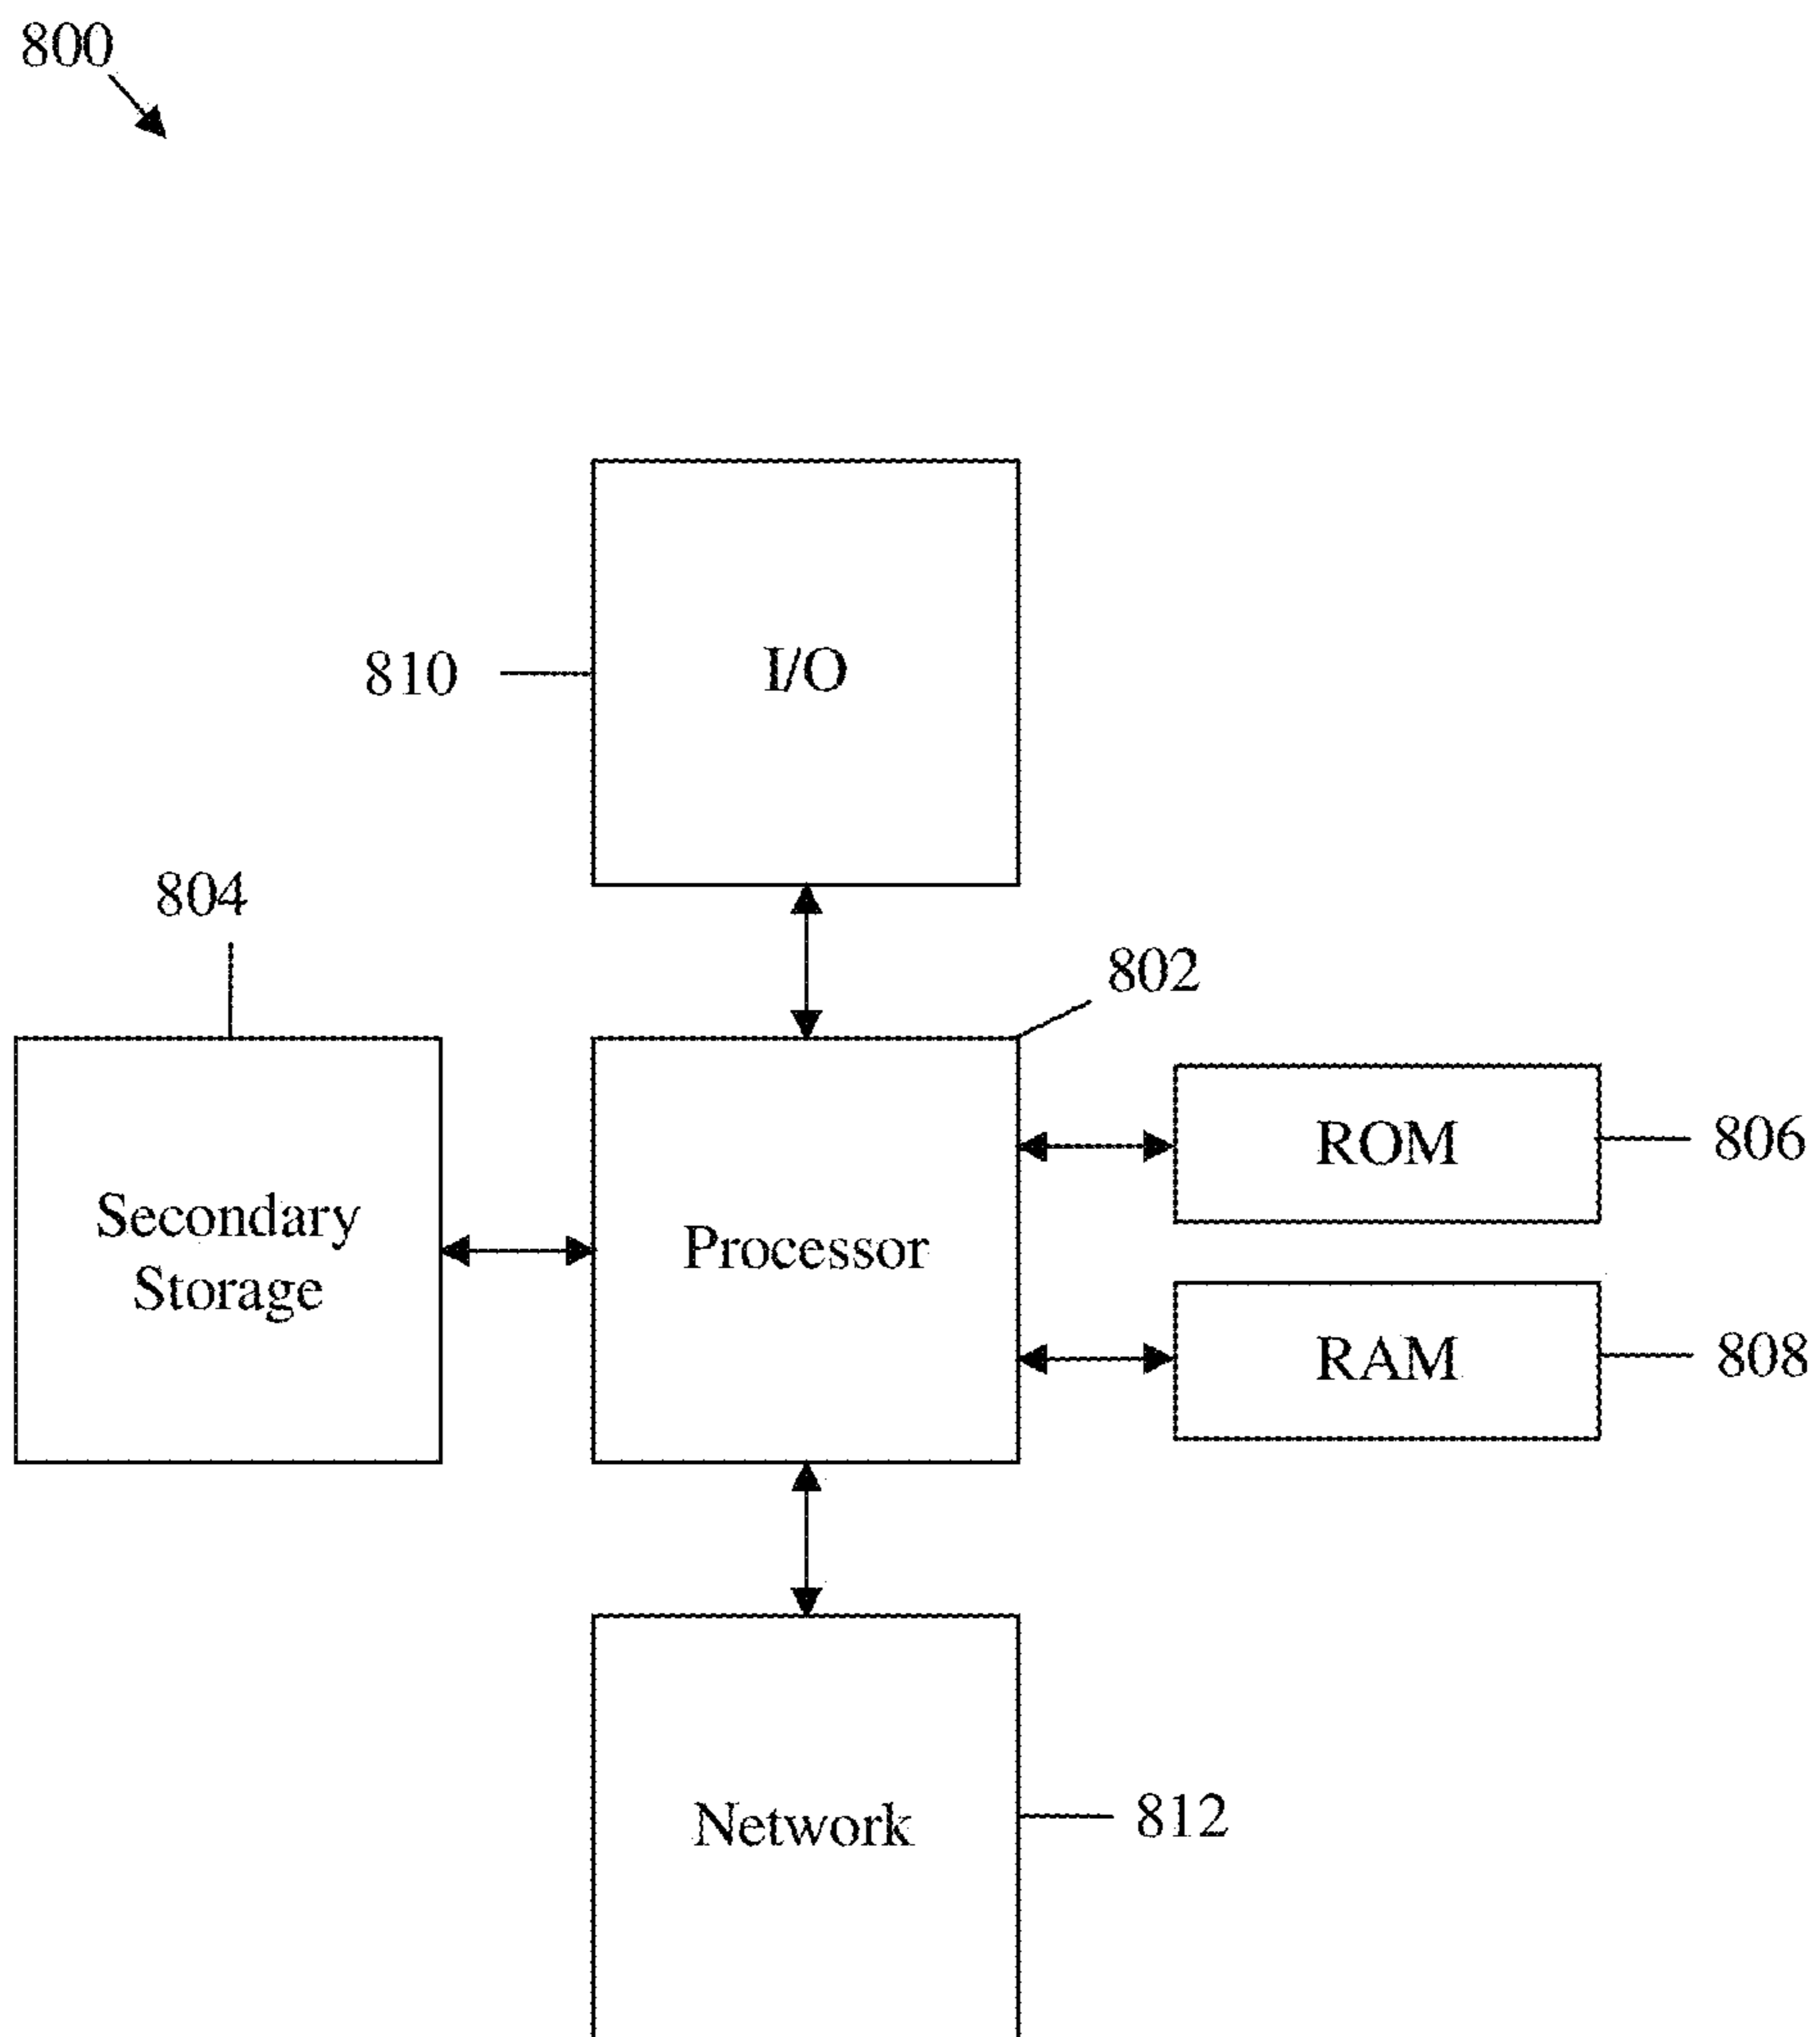 800
I/O
810
804
802
ROM
806
Secondary
Storage
Processor
RAM
808
Network
812